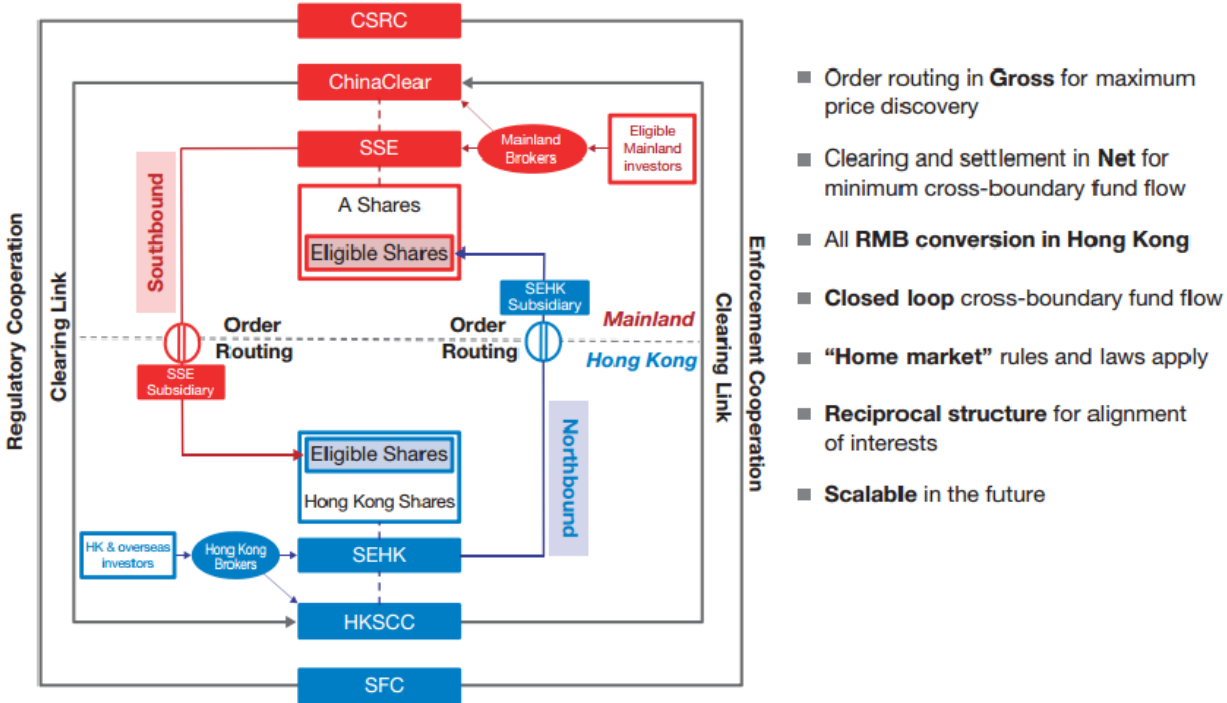 CSRC
ChinaClear
SSE
Mainland
Brokers
Eligible
Mainland
investors
A Shares
Eligible Shares
Southbound
SEHK
Subsidiary
Regulatory Cooperation
Clearing Link
Order
Routing
Order
Routing
Mainland
Hong Kong
Clearing Link
Enforcement Cooperation
SSE
Subsidiary
Eligible Shares
Hong Kong Shares
Northbound
HK & overseas
investors
Hong Kong
Brokers
SEHK
HKSCC
SFC
■ Order routing in Gross for maximum
price discovery
■ Clearing and settlement in Net for
minimum cross-boundary fund flow
■ All RMB conversion in Hong Kong
■ Closed loop cross-boundary fund flow
■ “Home market” rules and laws apply
■ Reciprocal structure for alignment
of interests
■ Scalable in the future